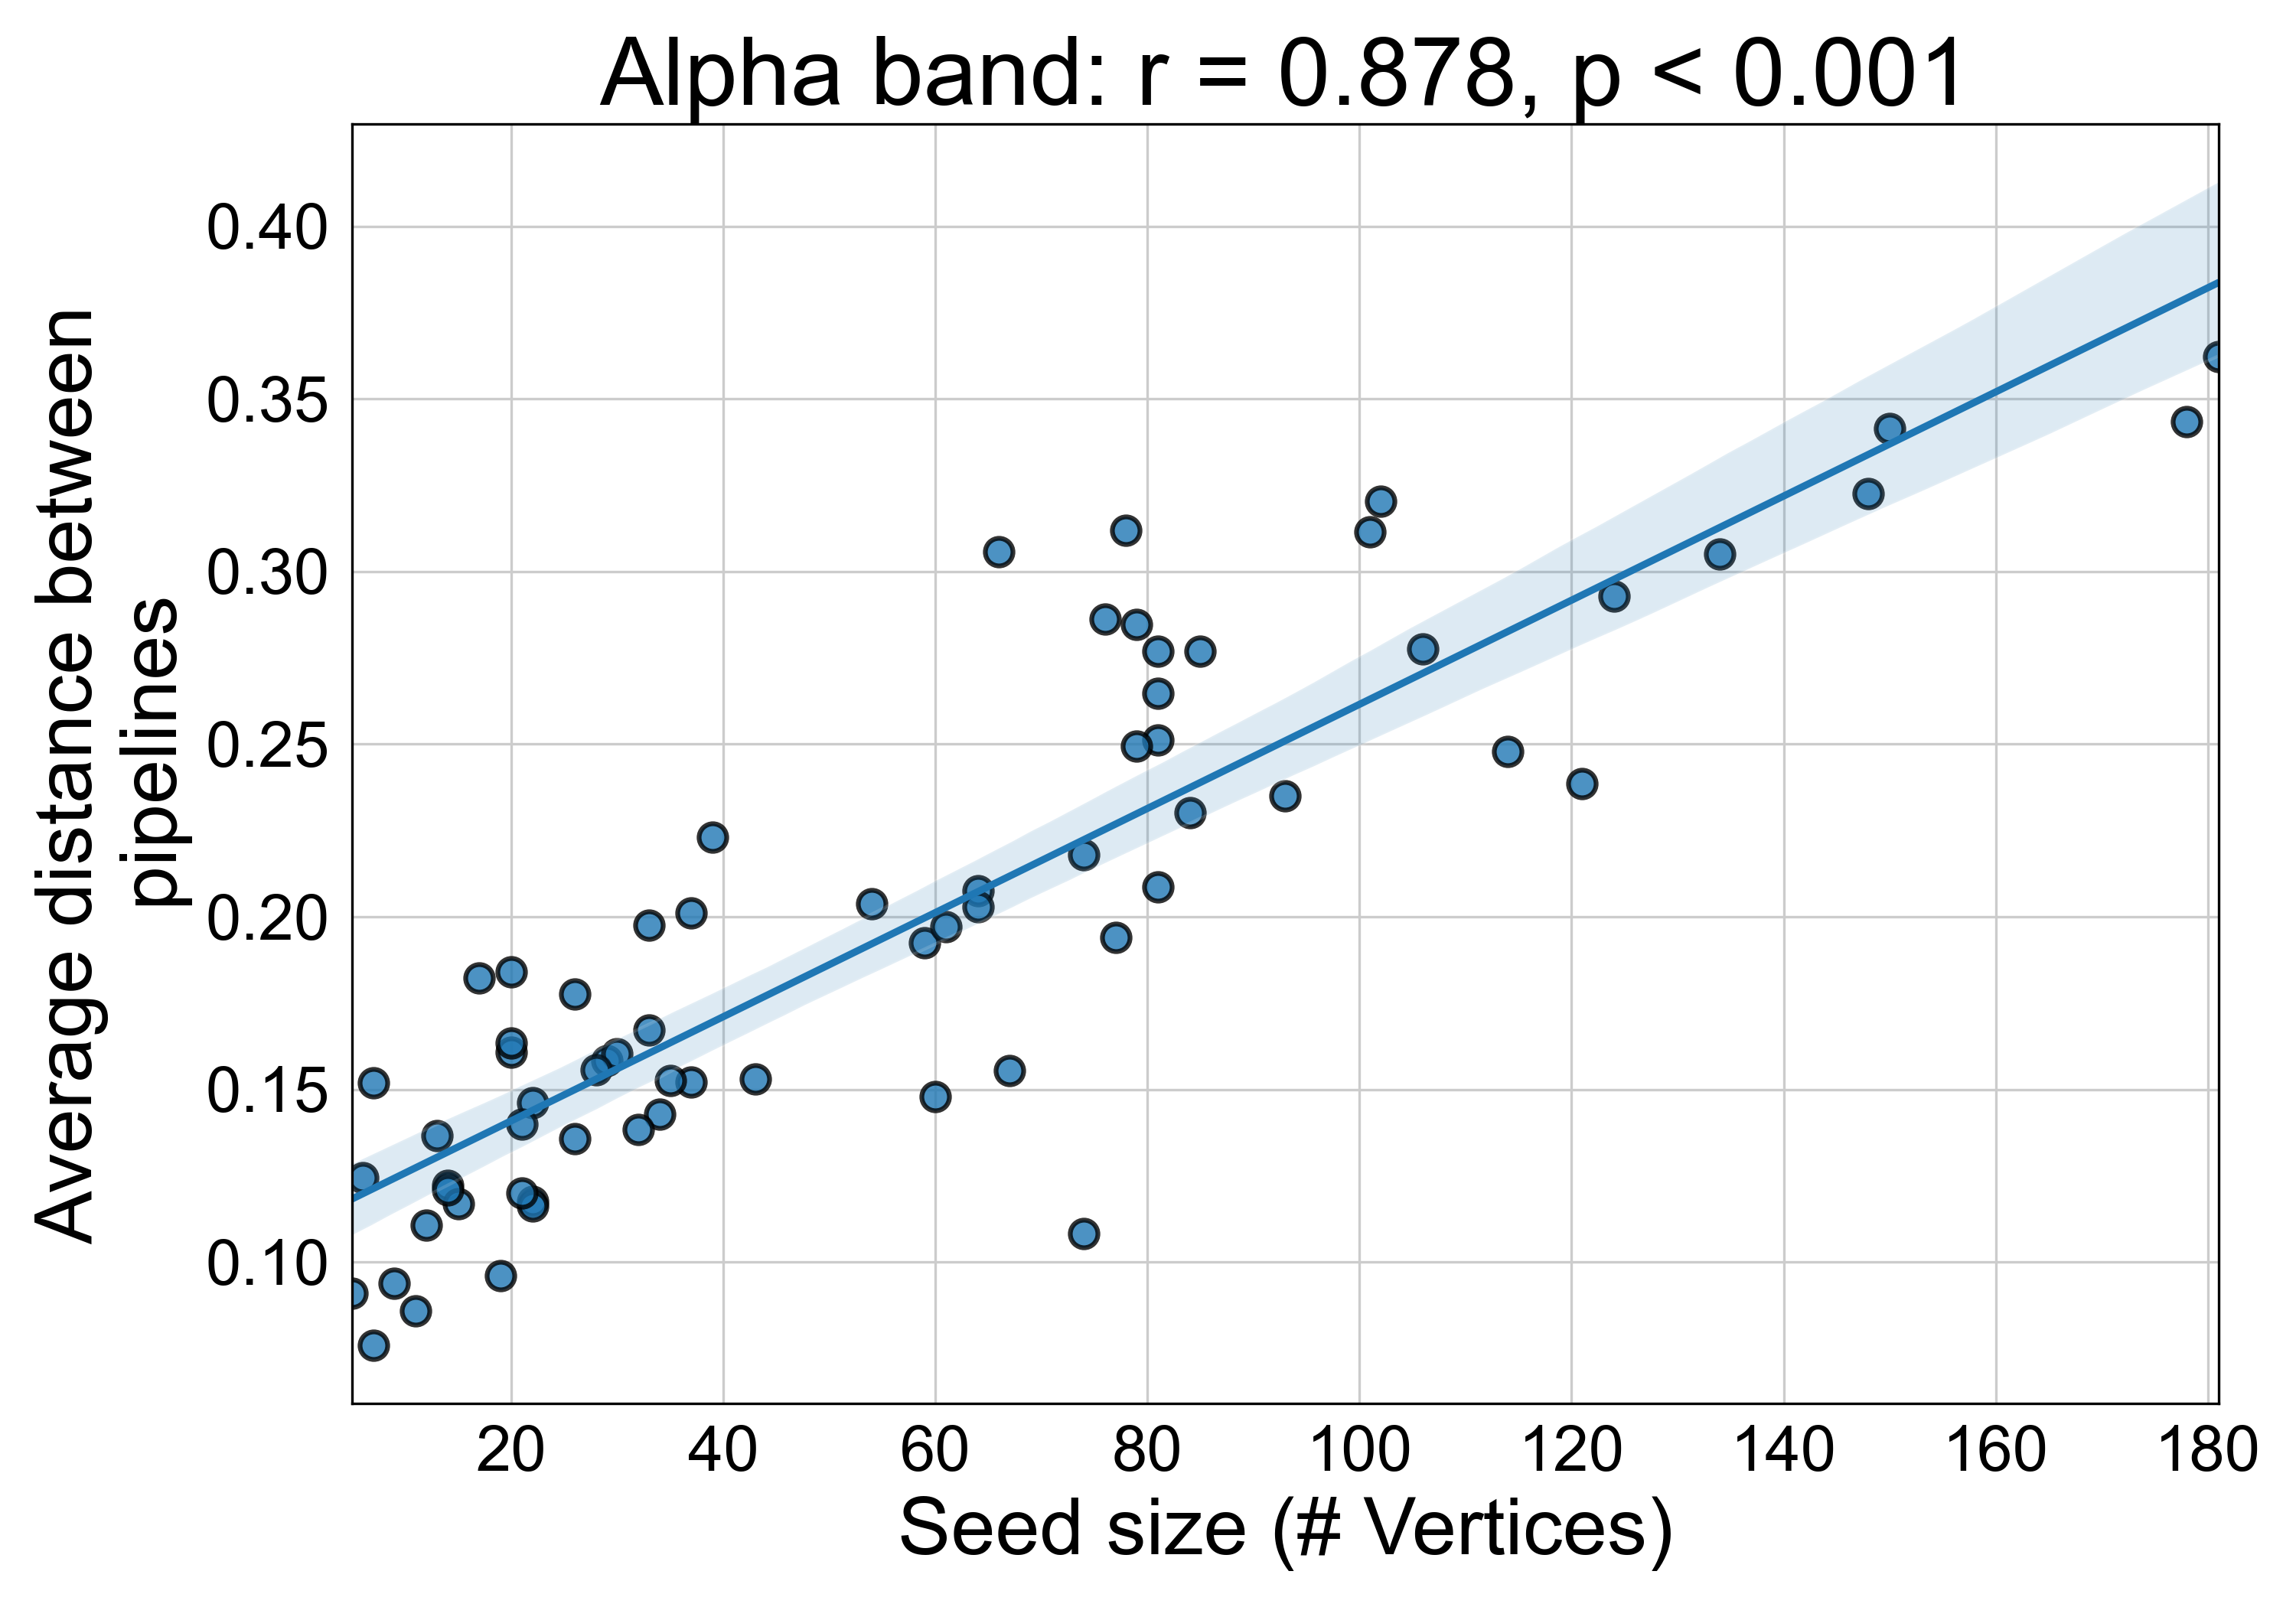 Alpha band: r = 0.878, p < 0.001
Average distance between
pipelines
0.40
0.35
0.30
0.25
0.20
0.15
0.10
20 40 60 80 100 120 140 160 180
Seed size (# Vertices)